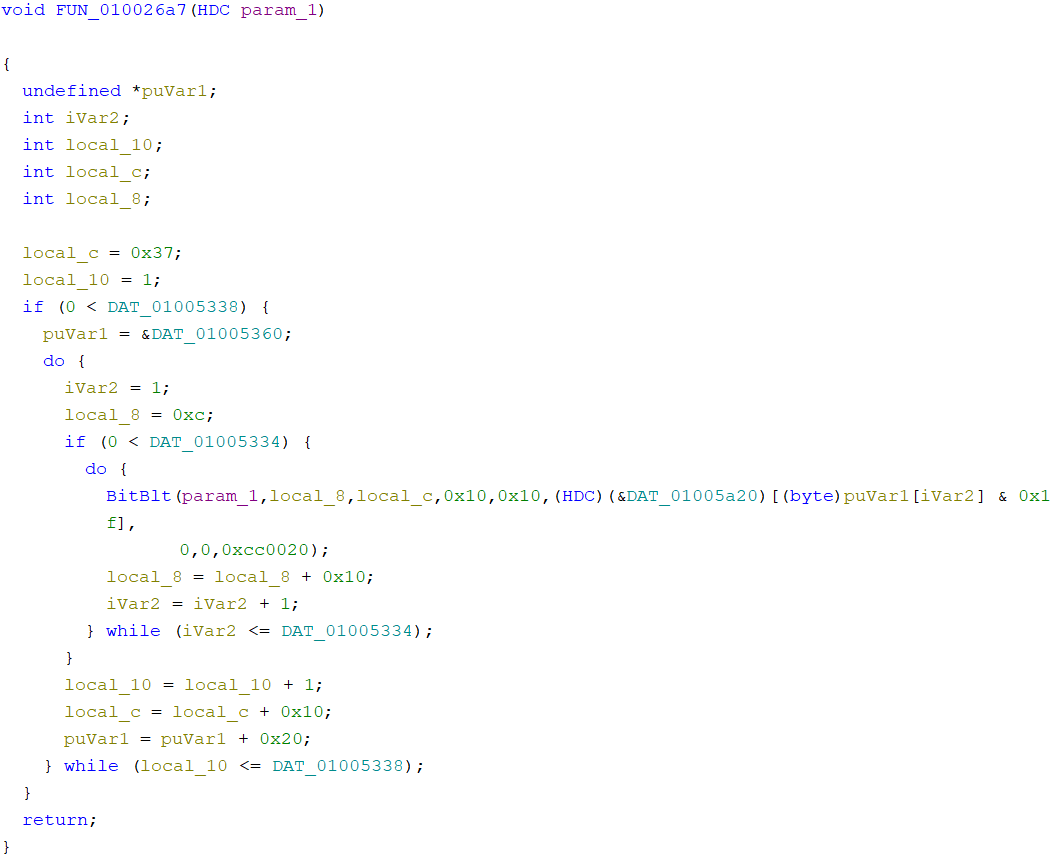 void FUN_010026a7(HDC param_1)
{
undefined *puVar1;
int iVar2;
int local_10;
int local_c;
int local_8;
local_c = 0x37;
local_10 = 1;
if (0 < DAT_01005338) {
puVar1 = &DAT_01005360;
do {
iVar2 = 1;
local_8 = 0xc;
if (0 < DAT_01005334) {
do {
BitBlt(param_1,local_8,local_c,0x10,0x10,(HDC)(&DAT_01005a20)[(byte)puVar1[iVar2] & 0x1
f],
0,0,0xcc0020);
local_8 = local_8 + 0x10;
iVar2 = iVar2 + 1;
} while (iVar2 <= DAT_01005334);
}
local_10 = local_10 + 1;
local_c = local_c + 0x10;
puVar1 = puVar1 + 0x20;
} while (local_10 <= DAT_01005338);
}
return;
}